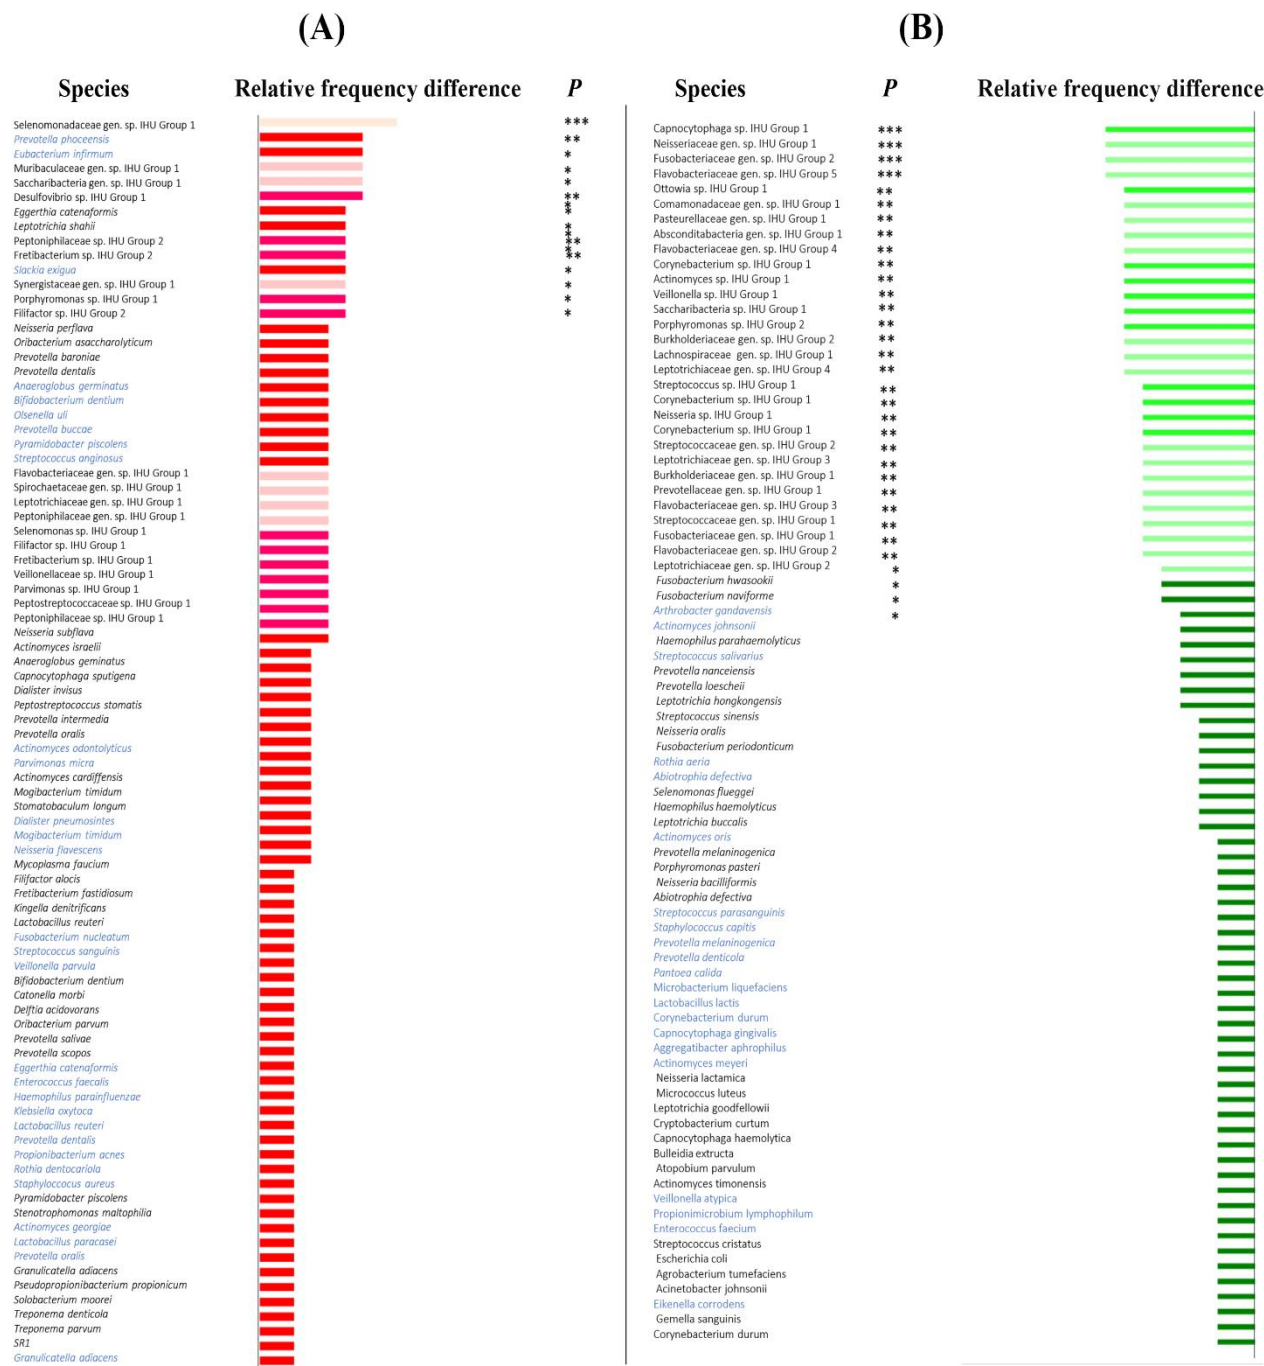 (A)
Species Relative frequency difference P
Selenomonadaceae gen. sp. IHU Group 1 ***
Prevotella phoceensis **
Eubacterium infirmum *
Muribaculaceae gen. sp. IHU Group 1 *
Saccharibacteria gen. sp. IHU Group 1 *
Desulfovibrio sp. IHU Group 1 **
Eggerthia catenaformis *
Leptotrichia shahii *
Peptoniphilaceae sp. IHU Group 2 **
Fretibacterium sp. IHU Group 2 **
Slackia exigua *
Synergistaceae gen. sp. IHU Group 1 *
Porphyromonas sp. IHU Group 1 *
Filifactor sp. IHU Group 2 *
Neisseria perflava
Oribacterium asaccharolyticum
Prevotella baroniae
Prevotella dentalis
Anaeroglobus germinatus
Bifidobacterium dentium
Olsenella uli
Prevotella buccae
Pyramidobacter piscolens
Streptococcus anginosus
Flavobacteriaceae gen. sp. IHU Group 1
Spirochaetaceae gen. sp. IHU Group 1
Leptotrichiaceae gen. sp. IHU Group 1
Peptoniphilaceae gen. sp. IHU Group 1
Selenomonas sp. IHU Group 1
Filifactor sp. IHU Group 1
Fretibacterium sp. IHU Group 1
Veillonellaceae sp. IHU Group 1
Parvimonas sp. IHU Group 1
Peptostreptococcaceae sp. IHU Group 1
Peptoniphilaceae sp. IHU Group 1
Neisseria subflava
Actinomyces israelii
Anaeroglobus geminatus
Capnocytophaga sputigena
Dialister invisus
Peptostreptococcus stomatis
Prevotella intermedia
Prevotella oralis
Actinomyces odontolyticus
Parvimonas micra
Actinomyces cardiffensis
Mogibacterium timidum
Stomatobaculum longum
Dialister pneumosintes
Mogibacterium timidum
Neisseria flavescens
Mycoplasma faucium
Filifactor alocis
Fretibacterium fastidiosum
Kingella denitrificans
Lactobacillus reuteri
Fusobacterium nucleatum
Streptococcus sanguinis
Veillonella parvula
Bifidobacterium dentium
Catonella morbi
Delftia acidovorans
Oribacterium parvum
Prevotella salivae
Prevotella scopos
Eggerthia catenaformis
Enterococcus faecalis
Haemophilus parainfluenzae
Klebsiella oxytoca
Lactobacillus reuteri
Prevotella dentalis
Propionibacterium acnes
Rothia dentocariola
Staphyloccocus aureus
Pyramidobacter piscolens
Stenotrophomonas maltophilia
Actinomyces georgiae
Lactobacillus paracasei
Prevotella oralis
Granulicatella adiacens
Pseudopropionibacterium propionicum
Solobacterium moorei
Treponema denticola
Treponema parvum
SR1
Granulicatella adiacens
(B)
Species P Relative frequency difference
Capnocytophaga sp. IHU Group 1 ***
Neisseriaceae gen. sp. IHU Group 1 ***
Fusobacteriaceae gen. sp. IHU Group 2 ***
Flavobacteriaceae gen. sp. IHU Group 5 ***
Ottowia sp. IHU Group 1 **
Comamonadaceae gen. sp. IHU Group 1 **
Pasteurellaceae gen. sp. IHU Group 1 **
Absconditabacteria gen. sp. IHU Group 1 **
Flavobacteriaceae gen. sp. IHU Group 4 **
Corynebacterium sp. IHU Group 1 **
Actinomyces sp. IHU Group 1 **
Veillonella sp. IHU Group 1 **
Saccharibacteria sp. IHU Group 1 **
Porphyromonas sp. IHU Group 2 **
Burkholderiaceae gen. sp. IHU Group 2 **
Lachnospiraceae gen. sp. IHU Group 1 **
Leptotrichiaceae gen. sp. IHU Group 4 **
Streptococcus sp. IHU Group 1 **
Corynebacterium sp. IHU Group 1 **
Neisseria sp. IHU Group 1 **
Corynebacterium sp. IHU Group 1 **
Streptococcaceae gen. sp. IHU Group 2 **
Leptotrichiaceae gen. sp. IHU Group 3 **
Burkholderiaceae gen. sp. IHU Group 1 **
Prevotellaceae gen. sp. IHU Group 1 **
Flavobacteriaceae gen. sp. IHU Group 3 **
Streptococcaceae gen. sp. IHU Group 1 **
Fusobacteriaceae gen. sp. IHU Group 1 **
Flavobacteriaceae gen. sp. IHU Group 2 **
Leptotrichiaceae gen. sp. IHU Group 2 *
Fusobacterium hwasookii *
Fusobacterium naviforme *
Arthrobacter gandavensis *
Actinomyces johnsonii
Haemophilus parahaemolyticus
Streptococcus salivarius
Prevotella nanceiensis
Prevotella loescheii
Leptotrichia hongkongensis
Streptococcus sinensis
Neisseria oralis
Fusobacterium periodonticum
Rothia aeria
Abiotrophia defectiva
Selenomonas flueggei
Haemophilus haemolyticus
Leptotrichia buccalis
Actinomyces oris
Prevotella melaninogenica
Porphyromonas pasteri
Neisseria bacilliformis
Abiotrophia defectiva
Streptococcus parasanguinis
Staphylococcus capitis
Prevotella melaninogenica
Prevotella denticola
Pantoea calida
Microbacterium liquefaciens
Lactobacillus lactis
Corynebacterium durum
Capnocytophaga gingivalis
Aggregatibacter aphrophilus
Actinomyces meyeri
Neisseria lactamica
Micrococcus luteus
Leptotrichia goodfellowii
Cryptobacterium curtum
Capnocytophaga haemolytica
Bulleidia extructa
Atopobium parvulum
Actinomyces timonensis
Veillonella atypica
Propionimicrobium lymphophilum
Enterococcus faecium
Streptococcus cristatus
Escherichia coli
Agrobacterium tumefaciens
Acinetobacter johnsonii
Eikenella corrodens
Gemella sanguinis
Corynebacterium durum